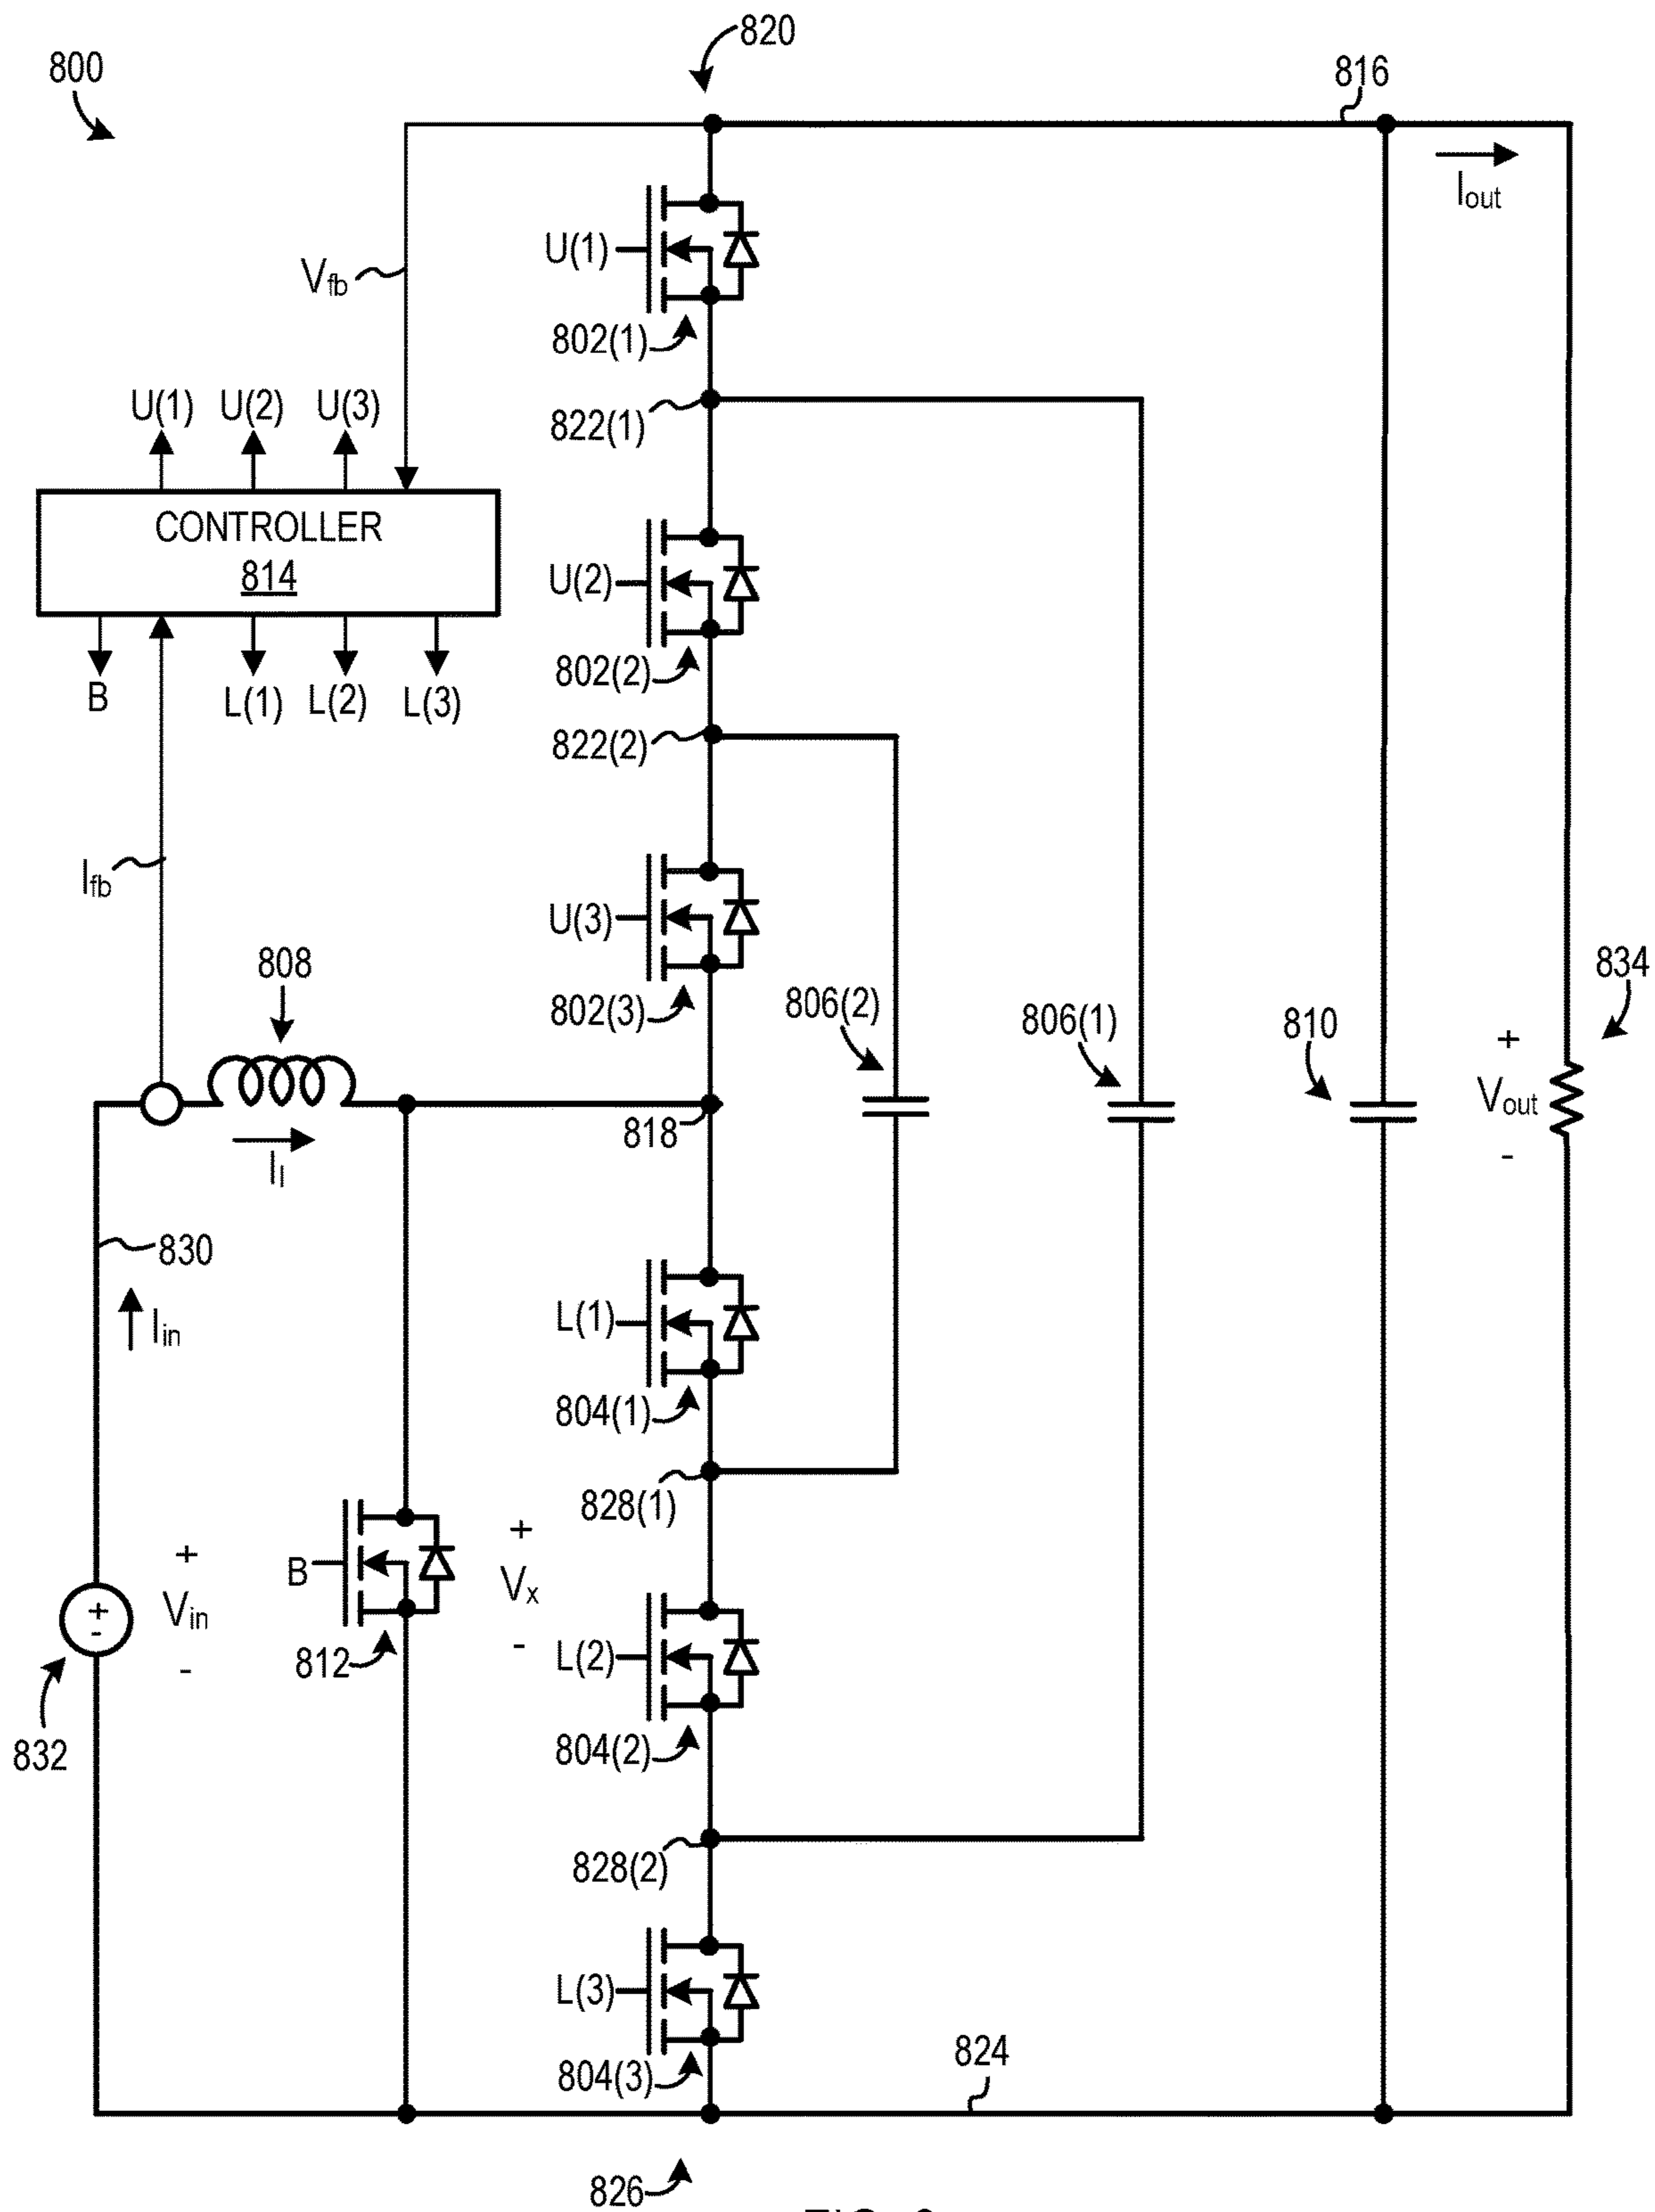 800
820
816
Iout
U(1)
Vfb
802(1)
U(1) U(2) U(3)
822(1)
CONTROLLER
814
U(2)
802(2)
B L(1) L(2) L(3)
822(2)
Ifb
U(3)
808
802(3)
806(2)
806(1)
810
834
+
Vout
-
818
Il
830
Iin
L(1)
804(1)
828(1)
+
Vin
-
+
-
B
812
+
Vx
-
L(2)
804(2)
832
828(2)
L(3)
804(3)
824
826